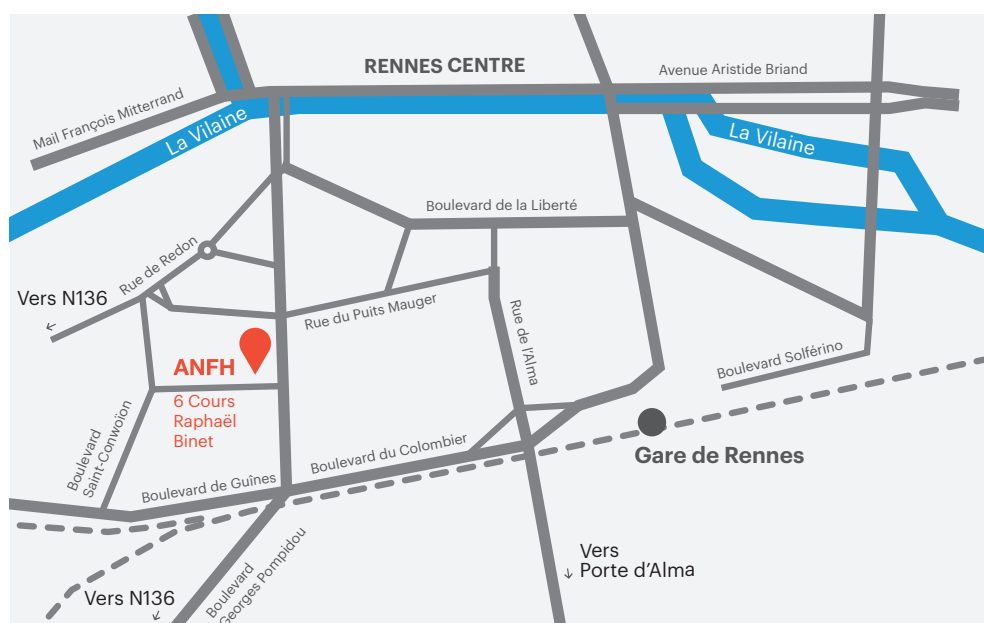 RENNES CENTRE
Avenue Aristide Briand
Mail François Mitterrand
La Vilaine
La Vilaine
Boulevard de la Liberté
Rue de Redon
Vers N136
Rue du Puits Mauger
Rue de l'Alma
ANFH
6 Cours
Raphaël
Binet
Boulevard Solférino
Boulevard
Saint-Conwoïon
Boulevard du Colombier
Gare de Rennes
Boulevard de Guînes
Vers
Porte d'Alma
Boulevard
Georges Pompidou
Vers N136